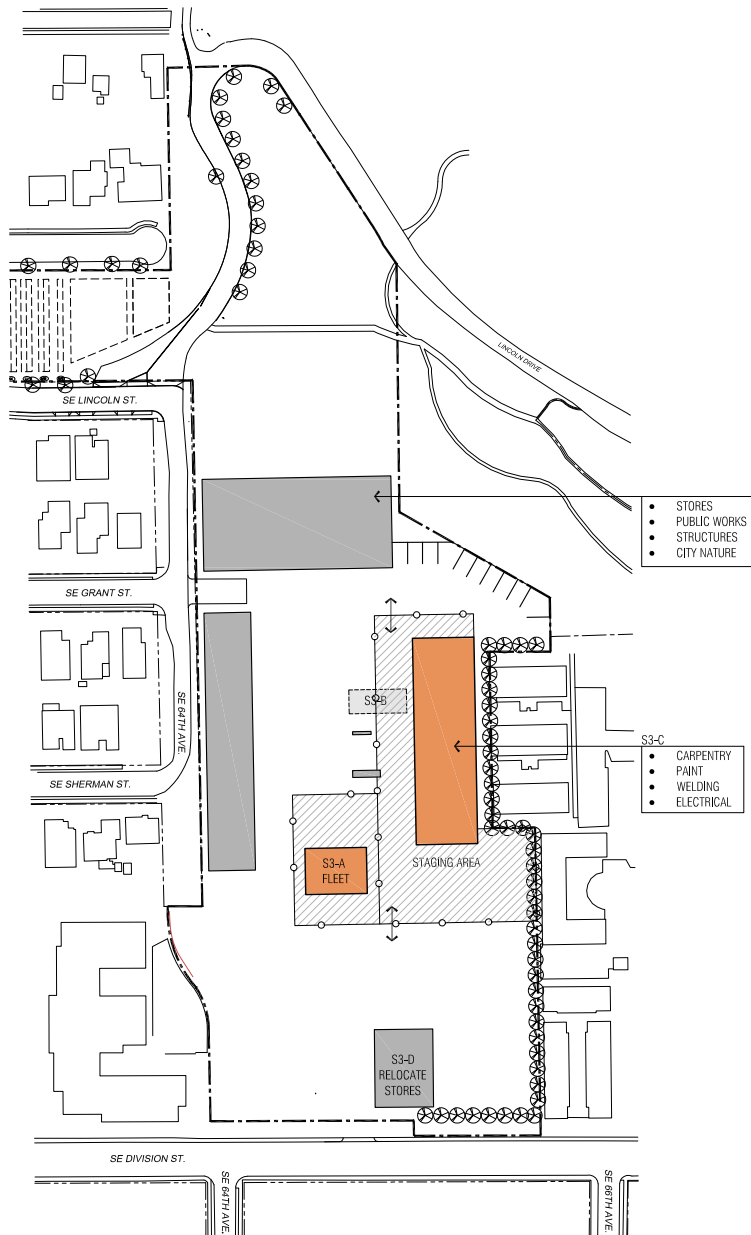 LINCOLN DRIVE
SE LINCOLN ST.
• STORES
• PUBLIC WORKS
• STRUCTURES
• CITY NATURE
SE GRANT ST.
SE 64TH AVE.
S3-B
S3-C
• CARPENTRY
• PAINT
• WELDING
• ELECTRICAL
SE SHERMAN ST.
S3-A
FLEET
STAGING AREA
S3-D
RELOCATE
STORES
SE DIVISION ST.
SE 64TH AVE.
SE 66TH AVE.